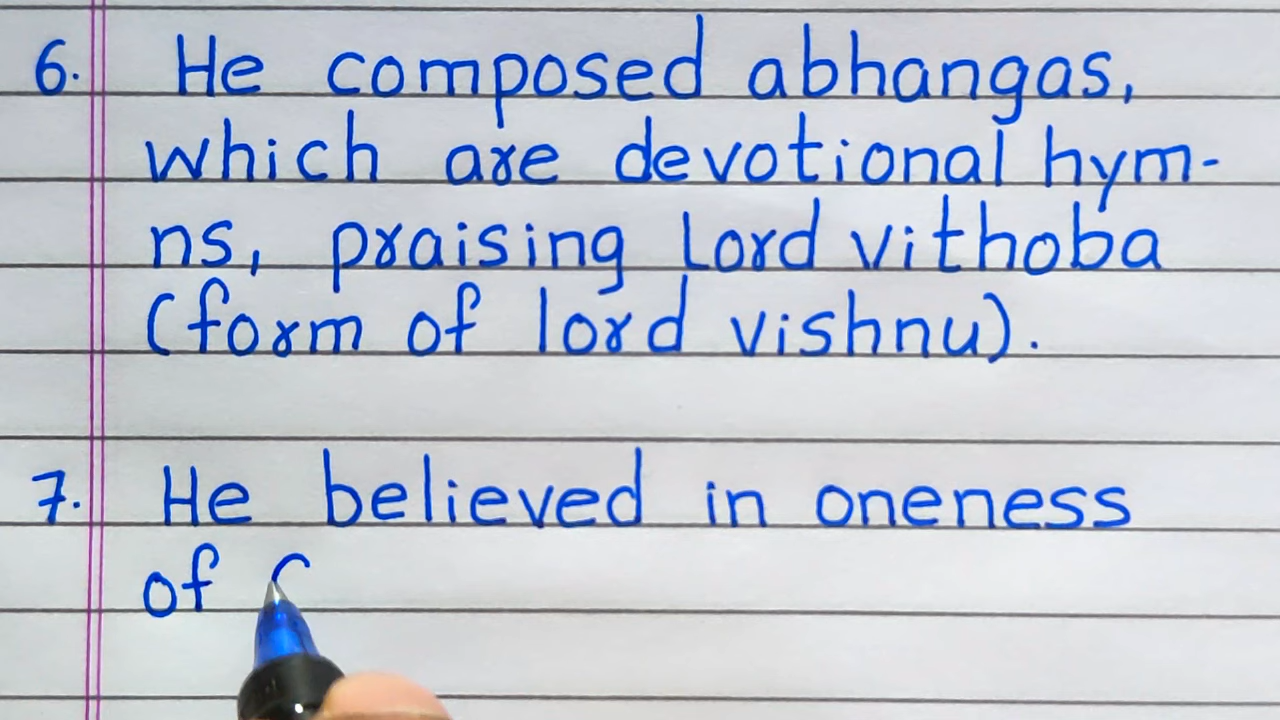 6. He composed abhangas,
which are devotional hym-
ns, praising Lord vithoba
(form of lord vishnu).
7. He believed in oneness
of